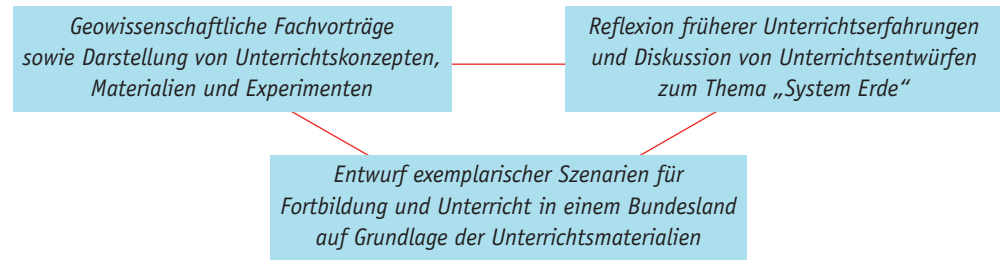 Geowissenschaftliche Fachvorträge
sowie Darstellung von Unterrichtskonzepten,
Materialien und Experimenten
Reflexion früherer Unterrichtserfahrungen
und Diskussion von Unterrichtsentwürfen
zum Thema „System Erde“
Entwurf exemplarischer Szenarien für
Fortbildung und Unterricht in einem Bundesland
auf Grundlage der Unterrichtsmaterialien